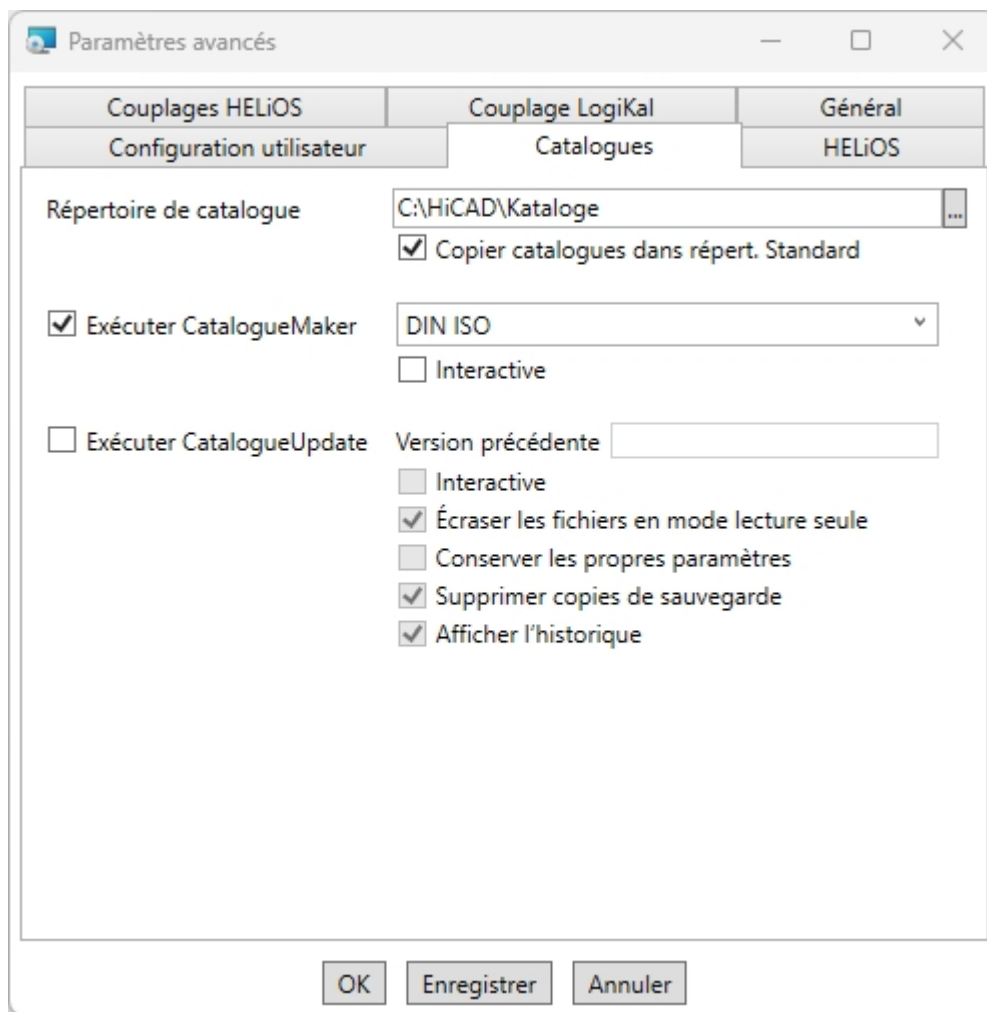 Paramètres avancés
Couplages HELiOS
Couplage LogiKal
Général
Configuration utilisateur
Catalogues
HELiOS
Répertoire de catalogue
C:\HiCAD\Kataloge
...
Copier catalogues dans répert. Standard
Exécuter CatalogueMaker
DIN ISO
Interactive
Exécuter CatalogueUpdate
Version précédente
Interactive
Écraser les fichiers en mode lecture seule
Conserver les propres paramètres
Supprimer copies de sauvegarde
Afficher l'historique
OK
Enregistrer
Annuler